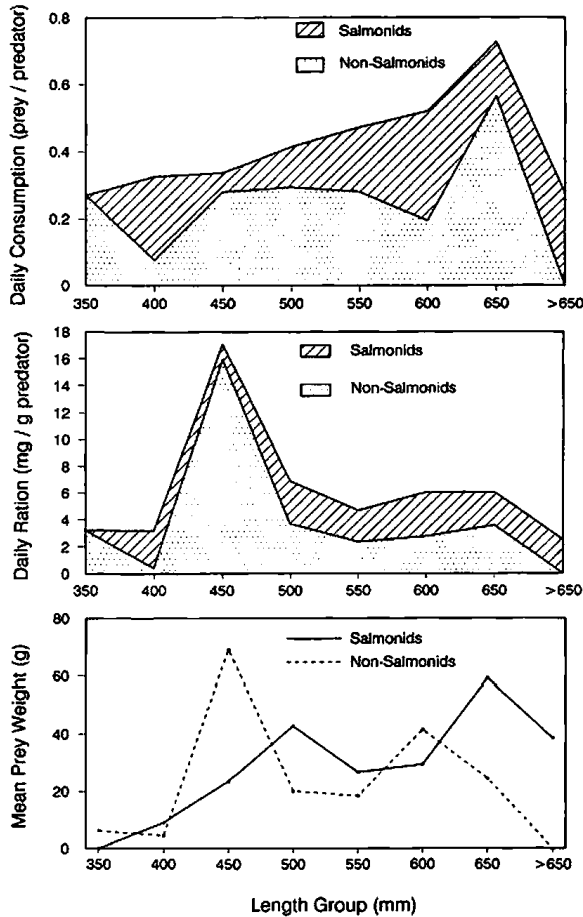 Daily Consumption (prey / predator)
0.8
0.6
0.4
0.2
0
Salmonids
Non-Salmonids
350 400 450 500 550 600 650 >650
Daily Ration (mg / g predator)
18
16
14
12
10
8
6
4
2
0
Salmonids
Non-Salmonids
350 400 450 500 550 600 650 >650
Mean Prey Weight (g)
80
60
40
20
0
Salmonids
Non-Salmonids
350 400 450 500 550 600 650 >650
Length Group (mm)